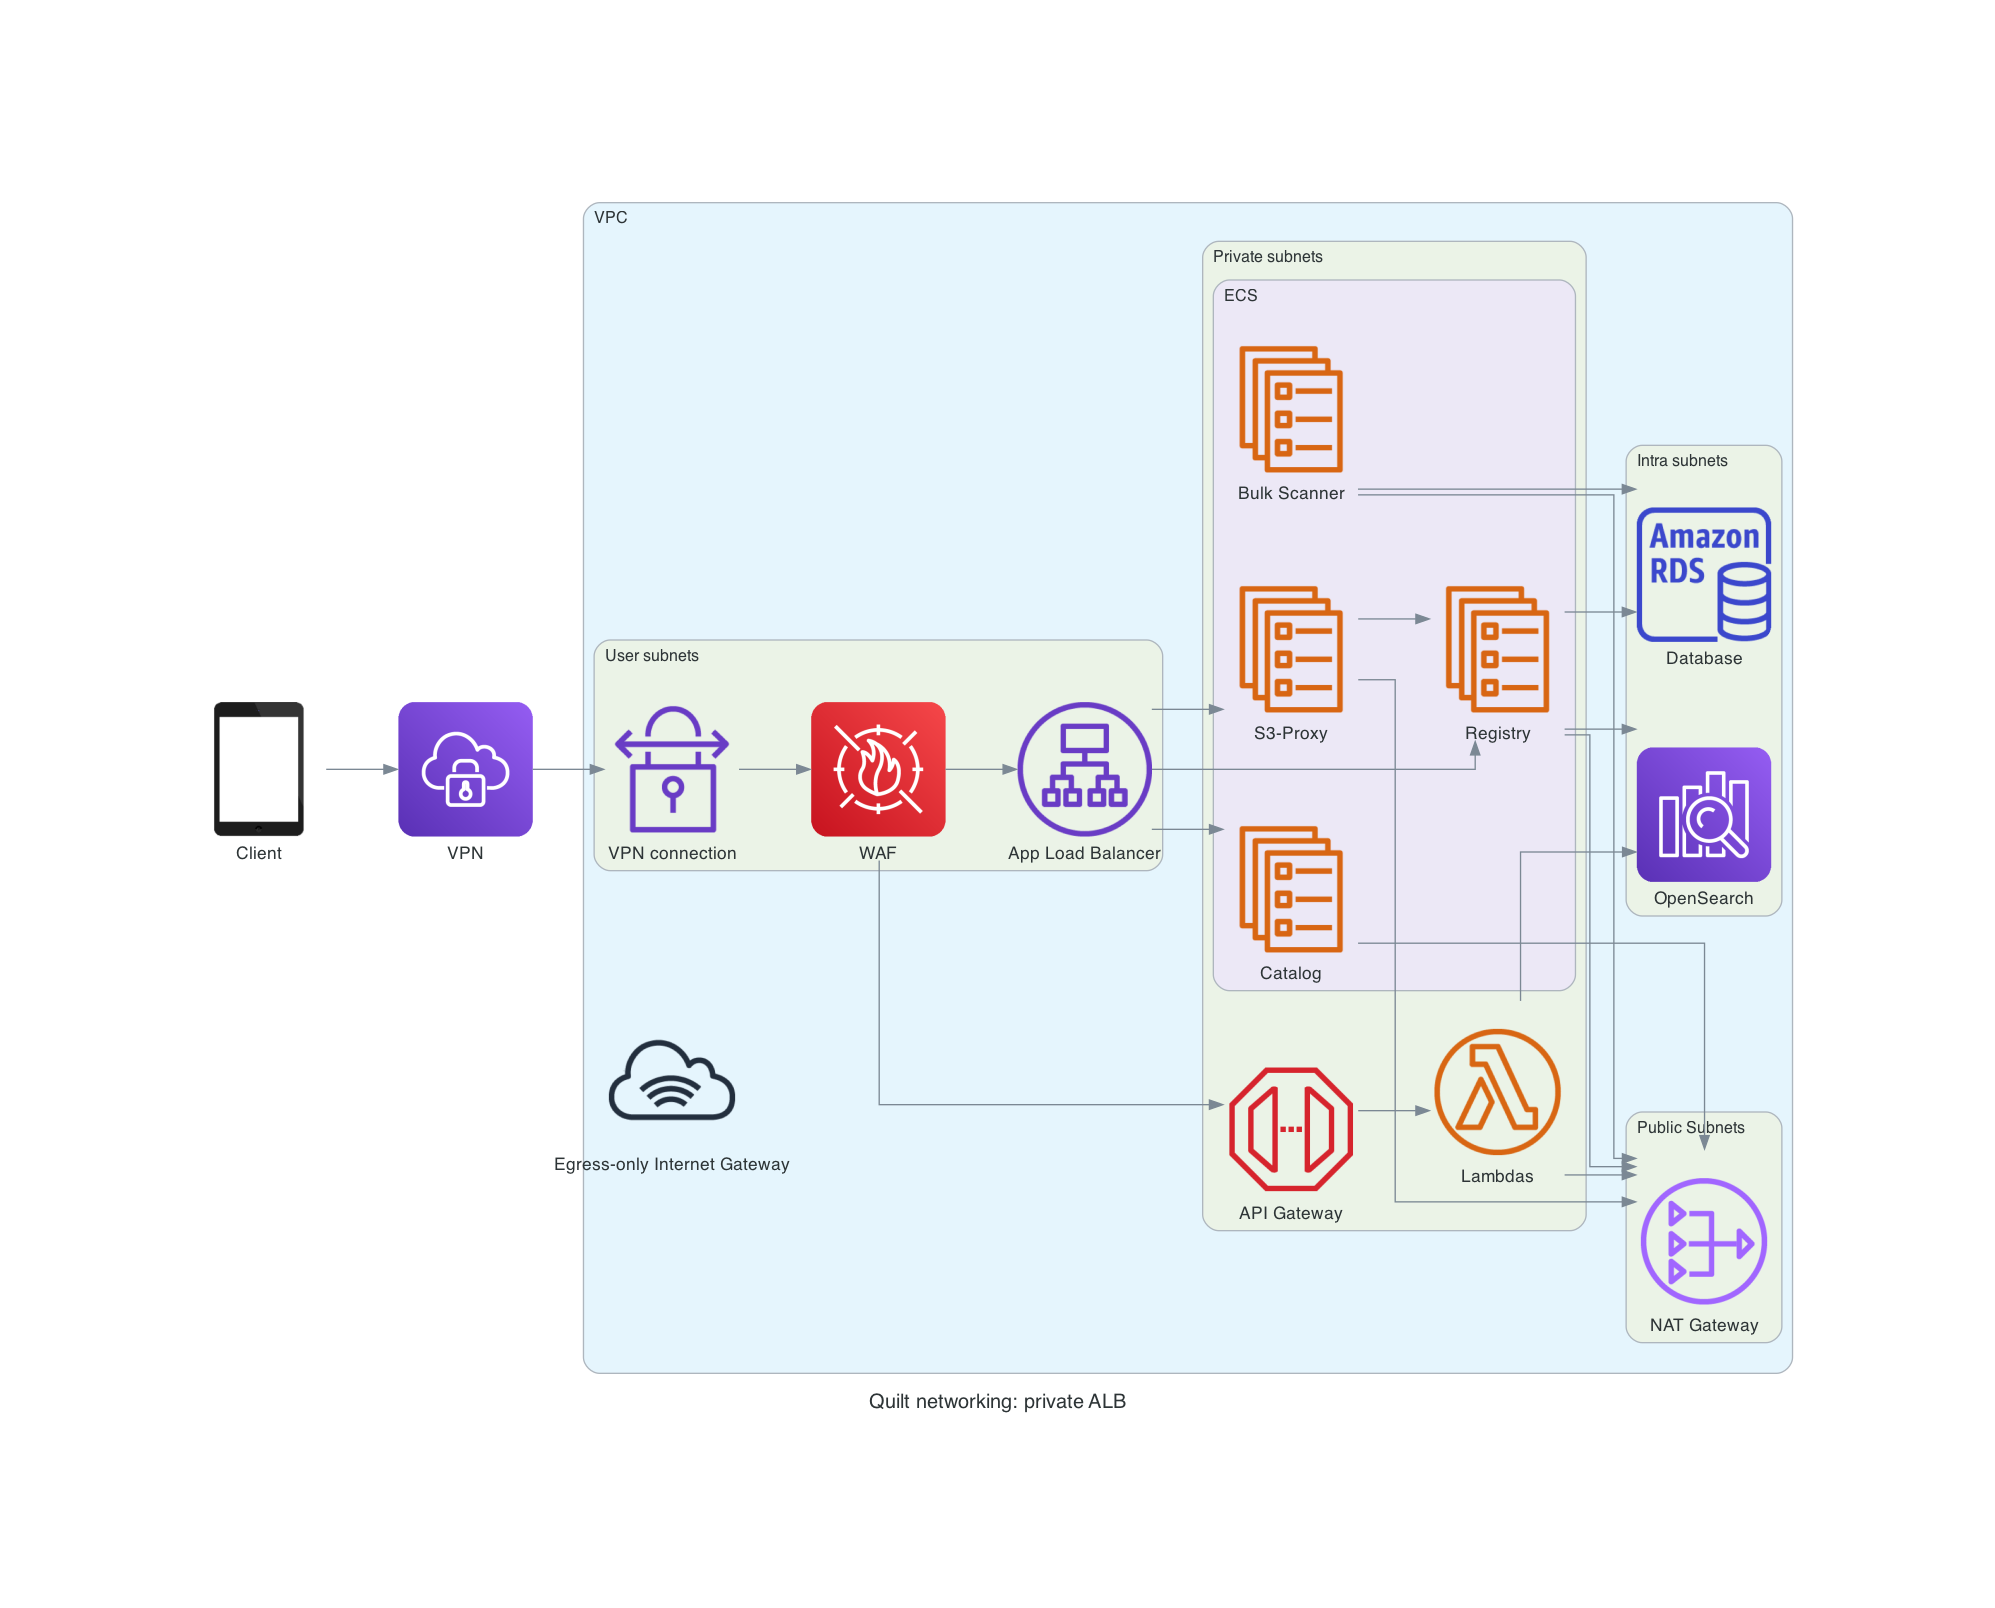 VPC
Private subnets
ECS
Bulk Scanner
Intra subnets
Amazon
RDS
Database
User subnets
S3-Proxy
Registry
Client
VPN
VPN connection
WAF
App Load Balancer
OpenSearch
Catalog
Egress-only Internet Gateway
Public Subnets
Lambdas
API Gateway
NAT Gateway
Quilt networking: private ALB